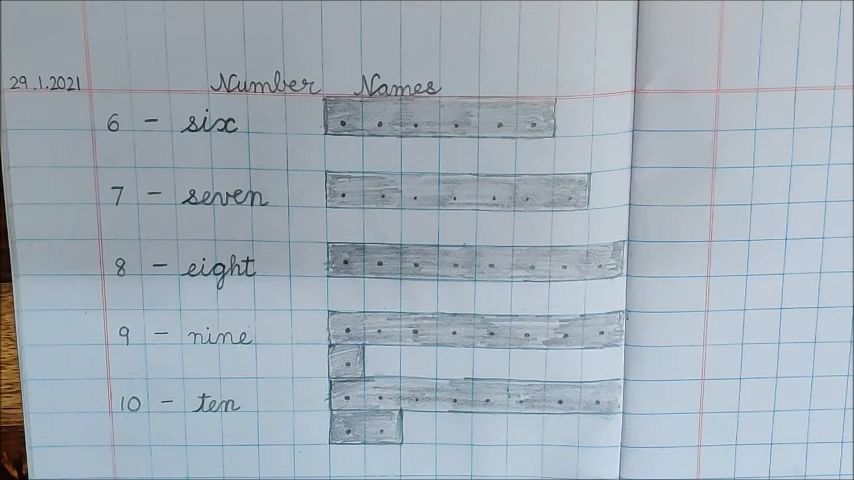 29.1.2021 Number Names
6 - six
7 - seven
8 - eight
9 - nine
10 - ten